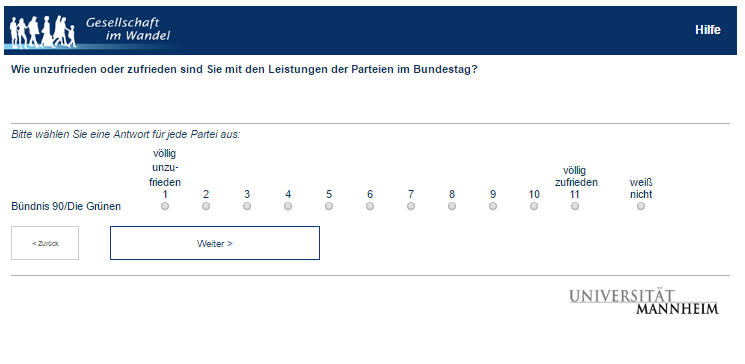 Gesellschaft
im Wandel
Hilfe
Wie unzufrieden oder zufrieden sind Sie mit den Leistungen der Parteien im Bundestag?
Bitte wählen Sie eine Antwort für jede Partei aus:
völlig
unzu-
frieden
1 2 3 4 5 6 7 8 9 10
völlig
zufrieden
11
weiß
nicht
Bündnis 90/Die Grünen
< Zurück
Weiter >
UNIVERSITÄT
MANNHEIM